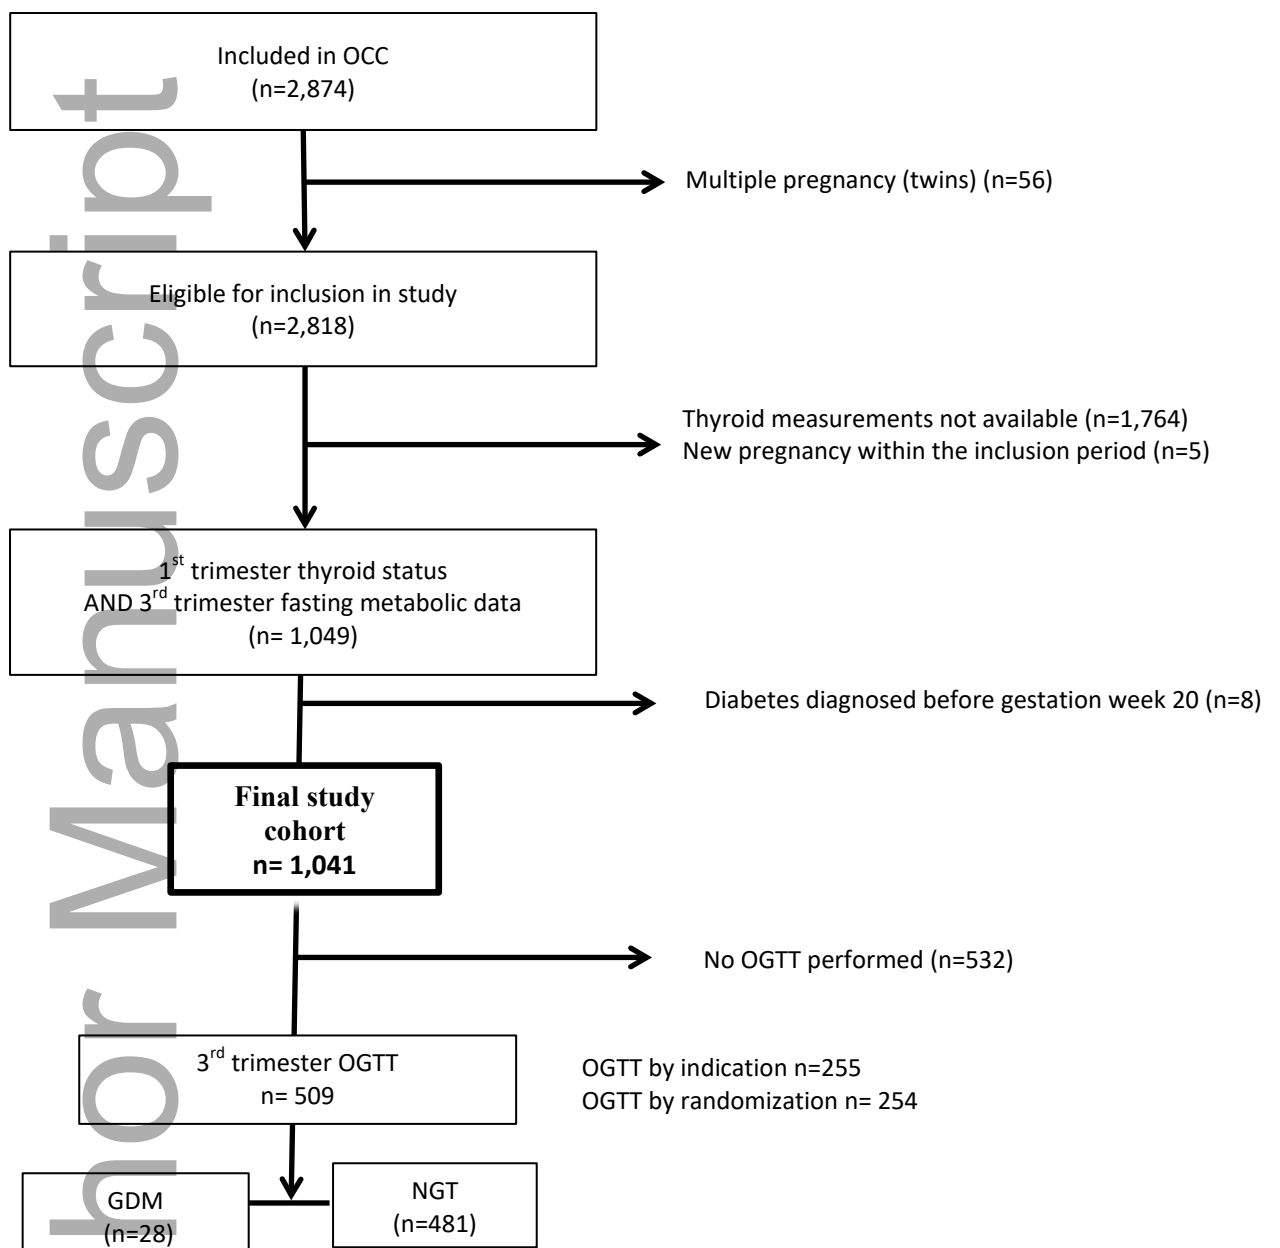 Included in OCC
(n=2,874)
Multiple pregnancy (twins) (n=56)
Eligible for inclusion in study
(n=2,818)
Thyroid measurements not available (n=1,764)
New pregnancy within the inclusion period (n=5)
1st trimester thyroid status
AND 3rd trimester fasting metabolic data
(n= 1,049)
Diabetes diagnosed before gestation week 20 (n=8)
Final study
cohort
n= 1,041
No OGTT performed (n=532)
3rd trimester OGTT
n= 509
OGTT by indication n=255
OGTT by randomization n= 254
GDM
(n=28)
NGT
(n=481)
hor Manuscript